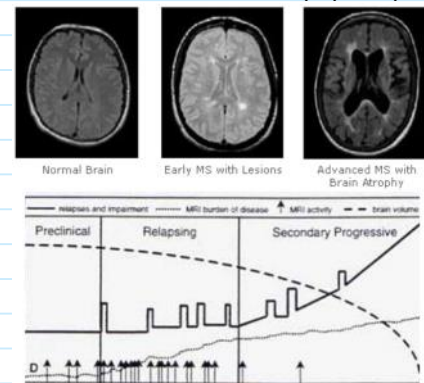 Normal Brain
Early MS with Lesions
Advanced MS with
Brain Atrophy
relapses and impairment
MRI burden of disease
MRI activity
brain volume
Preclinical
Relapsing
Secondary Progressive
D